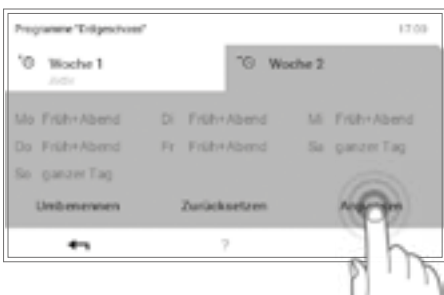 Programme "Erdgeschoss" 17:03
Woche 1 Woche 2
aktiv
Mo Früh+Abend Di Früh+Abend Mi Früh+Abend
Do Früh+Abend Fr Früh+Abend Sa ganzer Tag
So ganzer Tag
Umbenennen Zurücksetzen
?